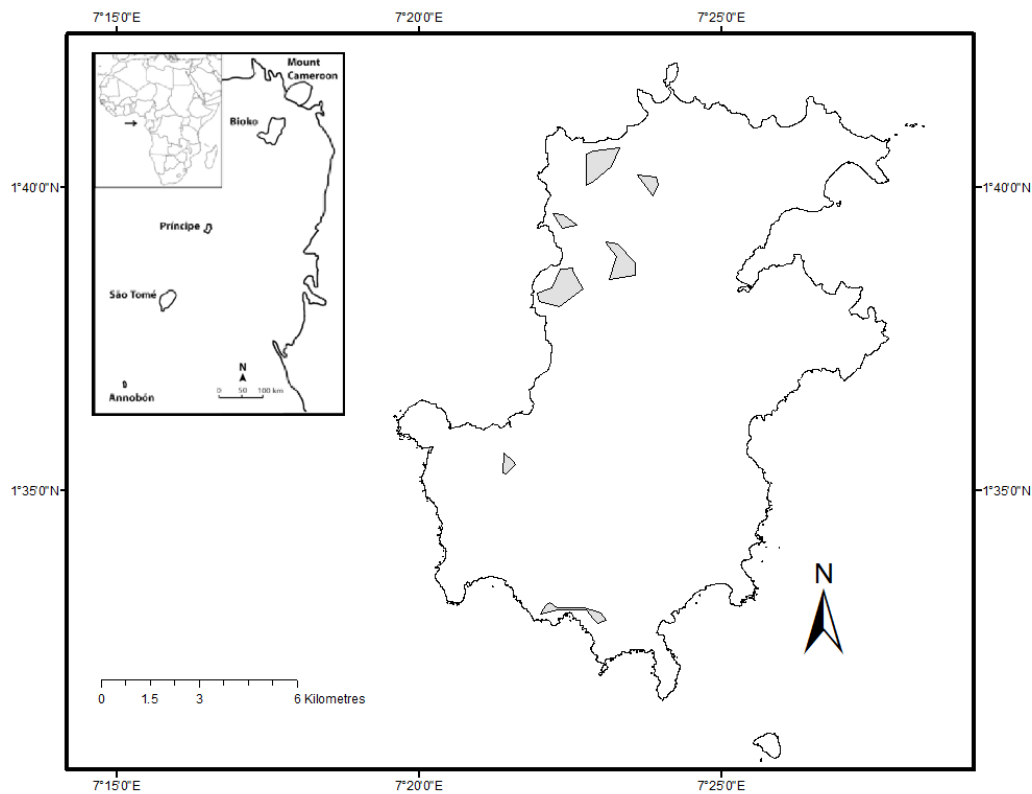 7°15'0"E 7°20'0"E 7°25'0"E
Mount
Cameroon
Bioko
1°40'0"N 1°40'0"N
Príncipe
São Tomé
N
0 50 100 km
Annobón
1°35'0"N 1°35'0"N
N
0 1.5 3 6 Kilometres
7°15'0"E 7°20'0"E 7°25'0"E